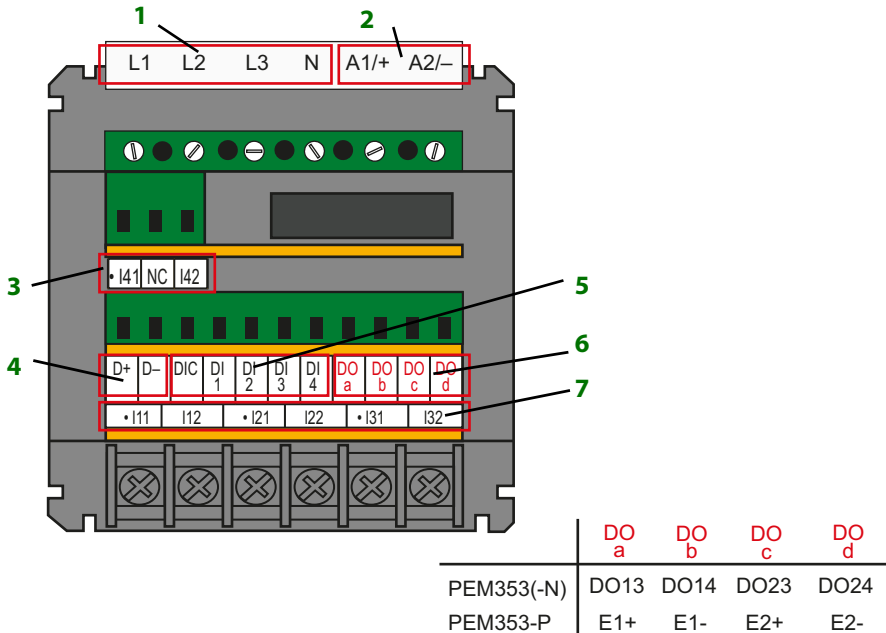 1 2
L1 L2 L3 N A1/+ A2/–
3 • I41 NC I42
5
4 D+ D– DIC DI 1 DI 2 DI 3 DI 4 DO a DO b DO c DO d 6
• I11 I12 • I21 I22 • I31 I32 7
DO a DO b DO c DO d
PEM353(-N) DO13 DO14 DO23 DO24
PEM353-P E1+ E1- E2+ E2-